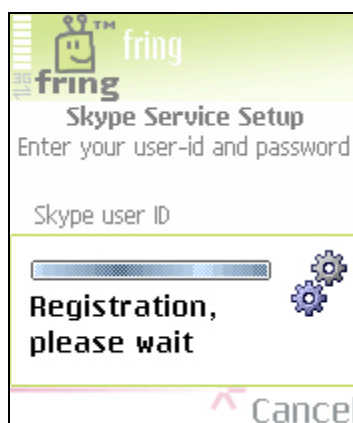 TM
fring
3G
fring
Skype Service Setup
Enter your user-id and password
Skype user ID
Registration,
please wait
Cancel